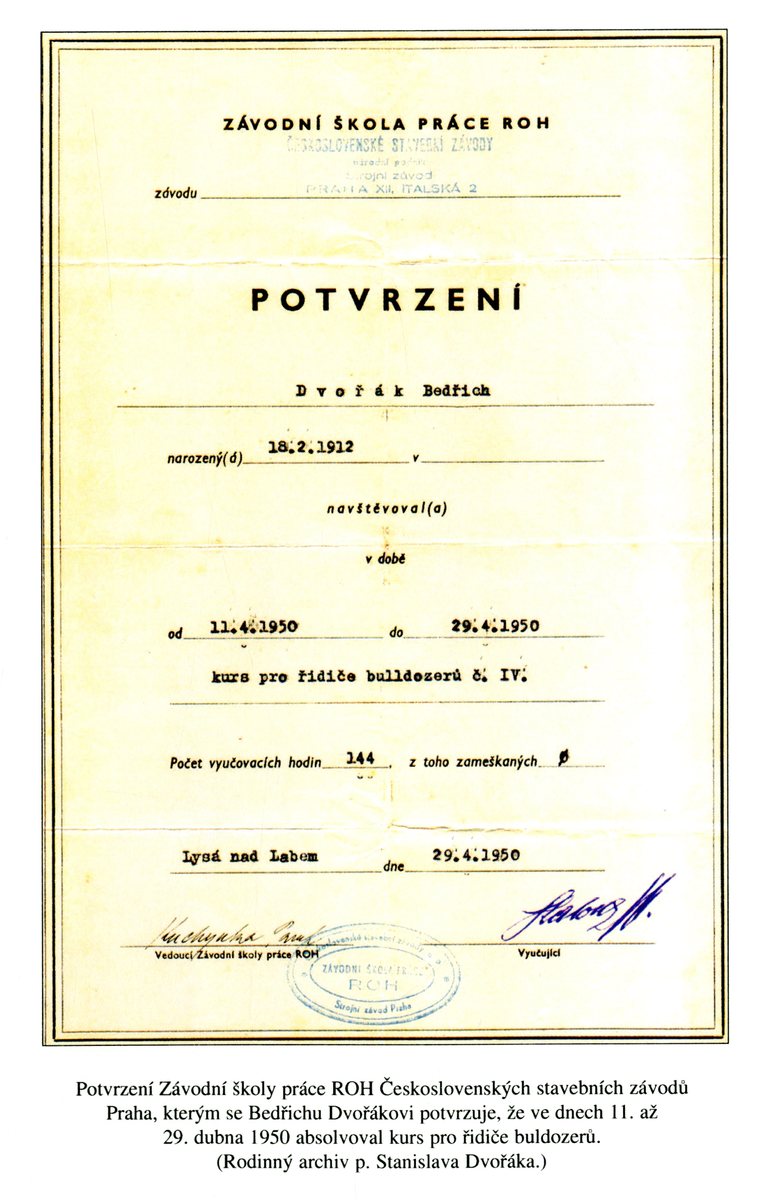 ZÁVODNÍ ŠKOLA PRÁCE ROH
ČESKOSLOVENSKÉ STAVEBNÍ ZÁVODY
národní podnik
Strojní závod
závodu PRAHA XII, ITALSKÁ 2
POTVRZENÍ
Dvořák Bedřich
narozený(á) 18.2.1912 v
navštěvoval(a)
v době
od 11.4.1950 do 29.4.1950
kurs pro řidiče bulldozerů č. IV.
Počet vyučovacích hodin 144, z toho zameškaných 0
Lysá nad Labem dne 29.4.1950
Kuchynka
Vedoucí Závodní školy práce ROH Vyučující
Československé stavební závody
ZÁVODNÍ ŠKOLA PRÁCE
ROH
Strojní závod Praha
Potvrzení Závodní školy práce ROH Československých stavebních závodů
Praha, kterým se Bedřichu Dvořákovi potvrzuje, že ve dnech 11. až
29. dubna 1950 absolvoval kurs pro řidiče buldozerů.
(Rodinný archiv p. Stanislava Dvořáka.)